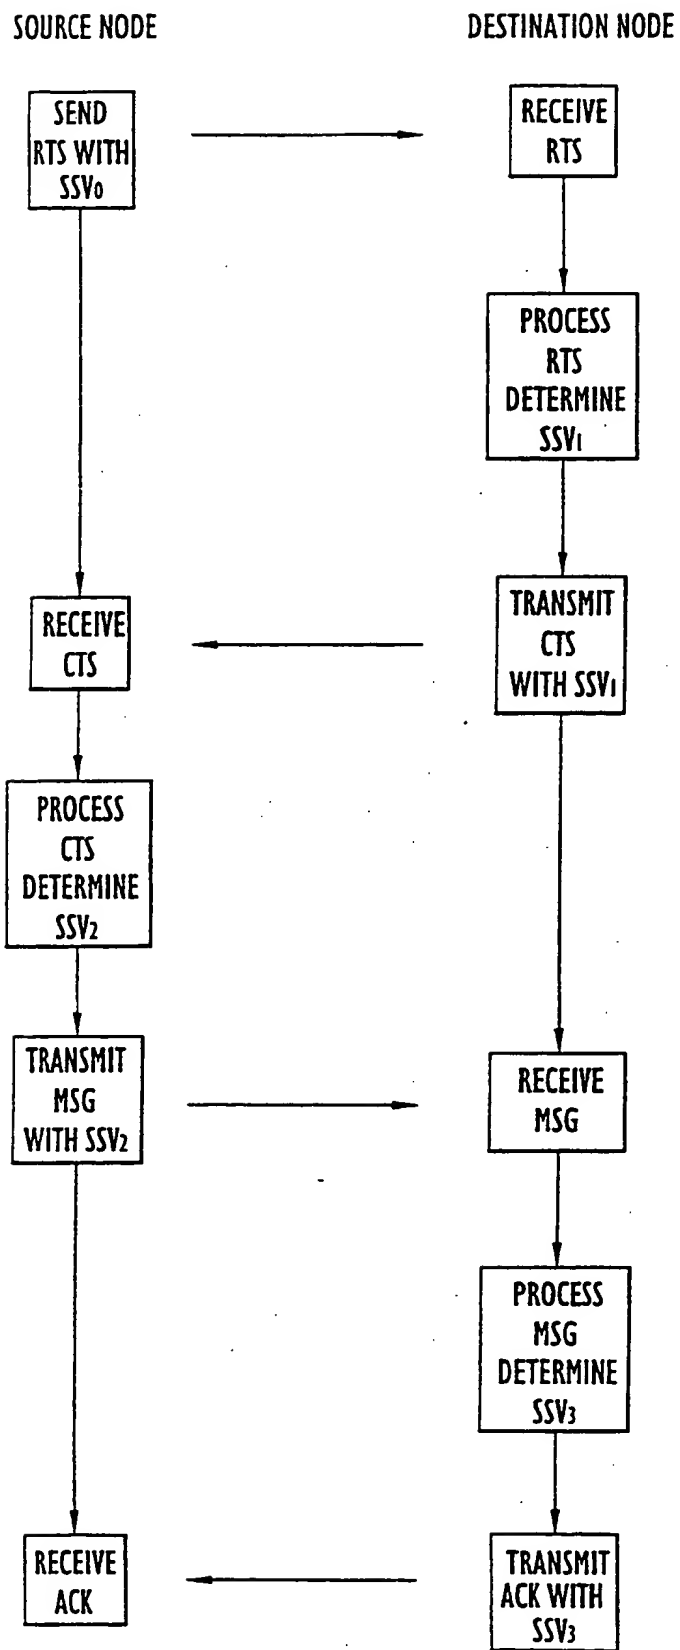 SOURCE NODE
DESTINATION NODE
SEND
RTS WITH
SSV0
RECEIVE
RTS
PROCESS
RTS
DETERMINE
SSV1
RECEIVE
CTS
TRANSMIT
CTS
WITH SSV1
PROCESS
CTS
DETERMINE
SSV2
TRANSMIT
MSG
WITH SSV2
RECEIVE
MSG
PROCESS
MSG
DETERMINE
SSV3
RECEIVE
ACK
TRANSMIT
ACK WITH
SSV3